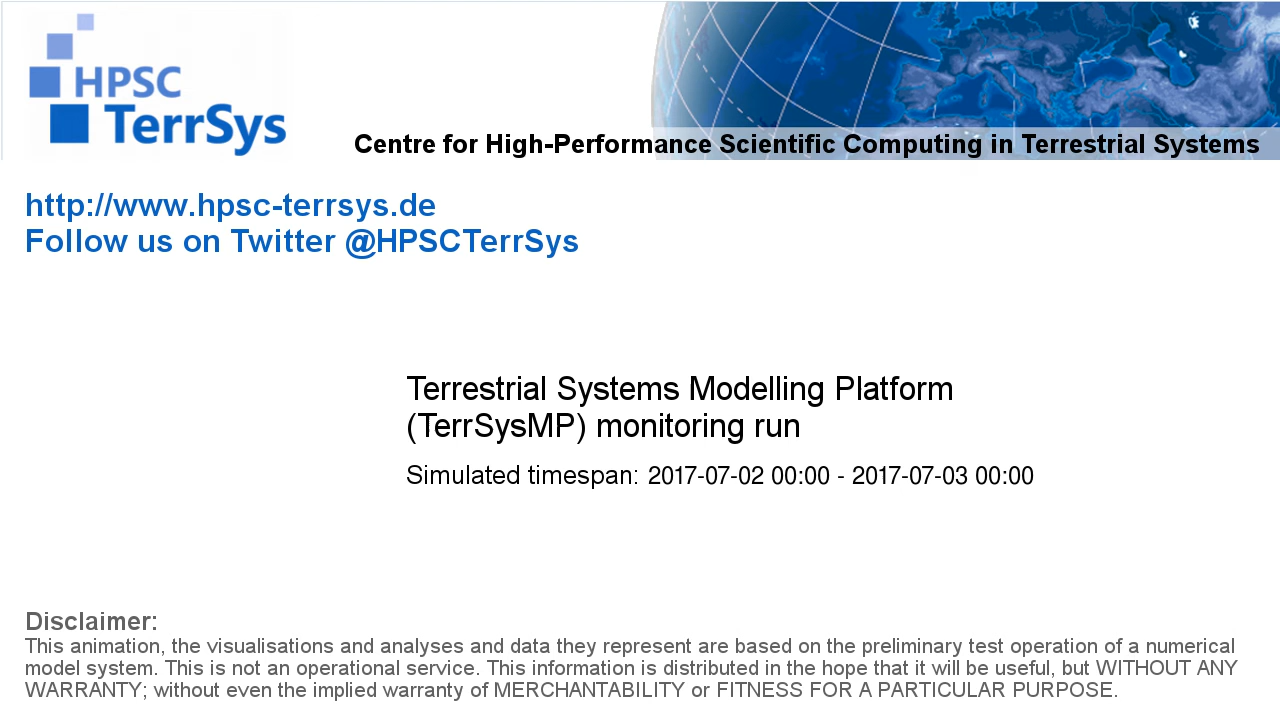 HPSC
TerrSys
Centre for High-Performance Scientific Computing in Terrestrial Systems
http://www.hpsc-terrsys.de
Follow us on Twitter @HPSCTerrSys
Terrestrial Systems Modelling Platform
(TerrSysMP) monitoring run
Simulated timespan: 2017-07-02 00:00 - 2017-07-03 00:00
Disclaimer:
This animation, the visualisations and analyses and data they represent are based on the preliminary test operation of a numerical
model system. This is not an operational service. This information is distributed in the hope that it will be useful, but WITHOUT ANY
WARRANTY; without even the implied warranty of MERCHANTABILITY or FITNESS FOR A PARTICULAR PURPOSE.